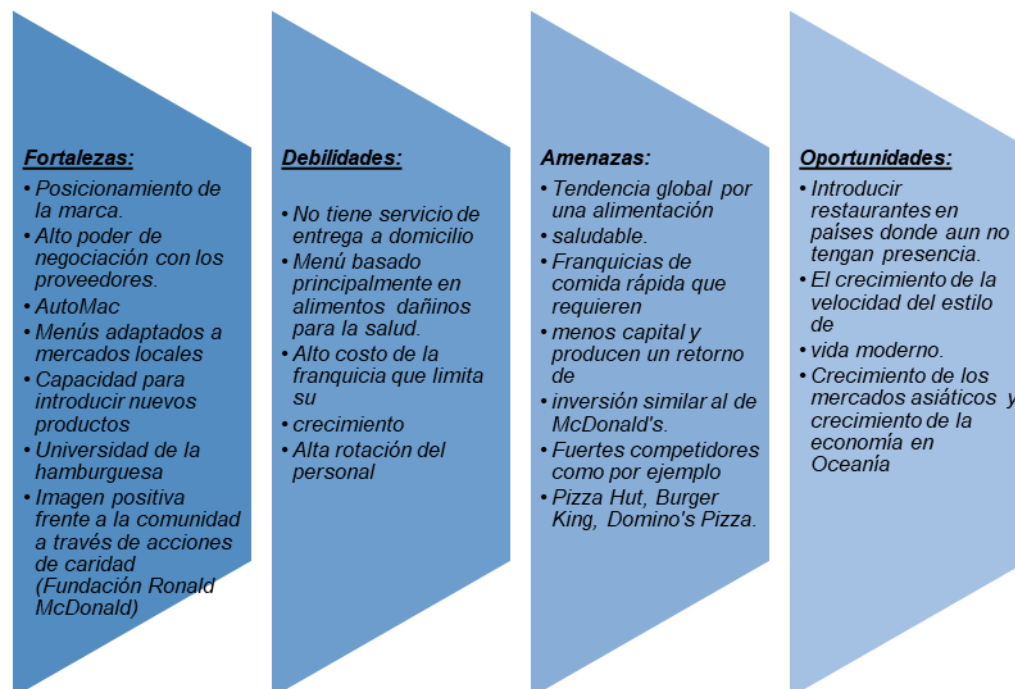 Fortalezas:
• Posicionamiento de
la marca.
• Alto poder de
negociación con los
proveedores.
• AutoMac
• Menús adaptados a
mercados locales
• Capacidad para
introducir nuevos
productos
• Universidad de la
hamburguesa
• Imagen positiva
frente a la comunidad
a través de acciones
de caridad
(Fundación Ronald
McDonald)
Debilidades:
• No tiene servicio de
entrega a domicilio
• Menú basado
principalmente en
alimentos dañinos
para la salud.
• Alto costo de la
franquicia que limita
su
• crecimiento
• Alta rotación del
personal
Amenazas:
• Tendencia global por
una alimentación
• saludable.
• Franquicias de
comida rápida que
requieren
• menos capital y
producen un retorno
de
• inversión similar al de
McDonald's.
• Fuertes competidores
como por ejemplo
• Pizza Hut, Burger
King, Domino's Pizza.
Oportunidades:
• Introducir
restaurantes en
países donde aun no
tengan presencia.
• El crecimiento de la
velocidad del estilo
de
• vida moderno.
• Crecimiento de los
mercados asiáticos y
crecimiento de la
economía en
Oceanía